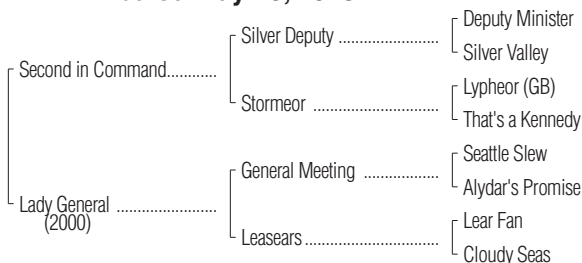 Deputy Minister
Silver Deputy ........................
Silver Valley
Second in Command............
Lypheor (GB)
Stormeor ..............................
That's a Kennedy
Seattle Slew
General Meeting ..................
Alydar's Promise
Lady General ........................
(2000)
Lear Fan
Leasears................................
Cloudy Seas